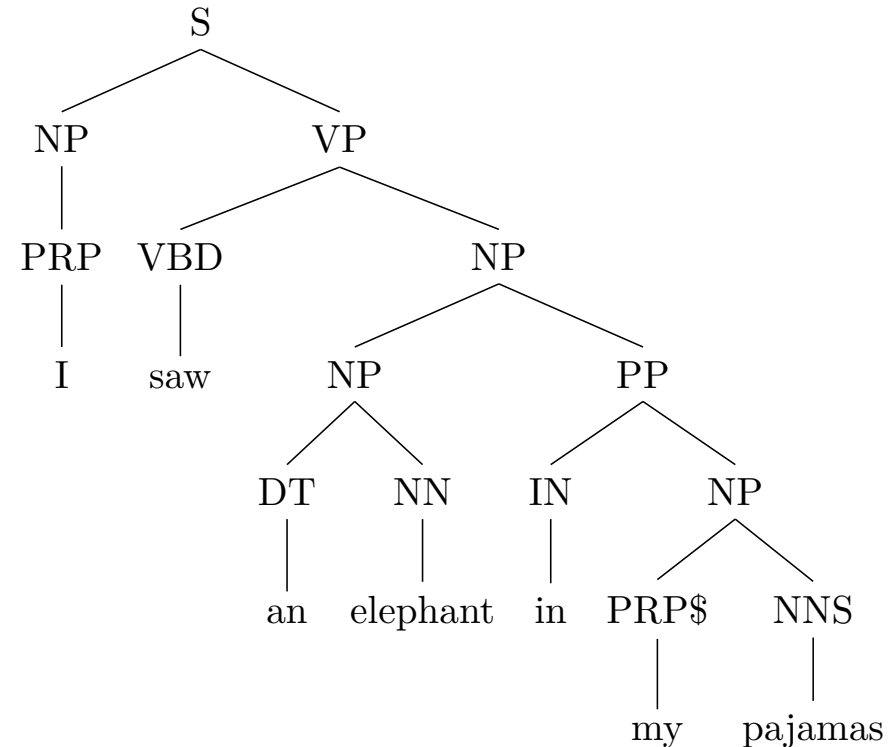 S
NP VP
PRP VBD NP
I saw NP PP
DT NN IN NP
an elephant in PRP$ NNS
my pajamas